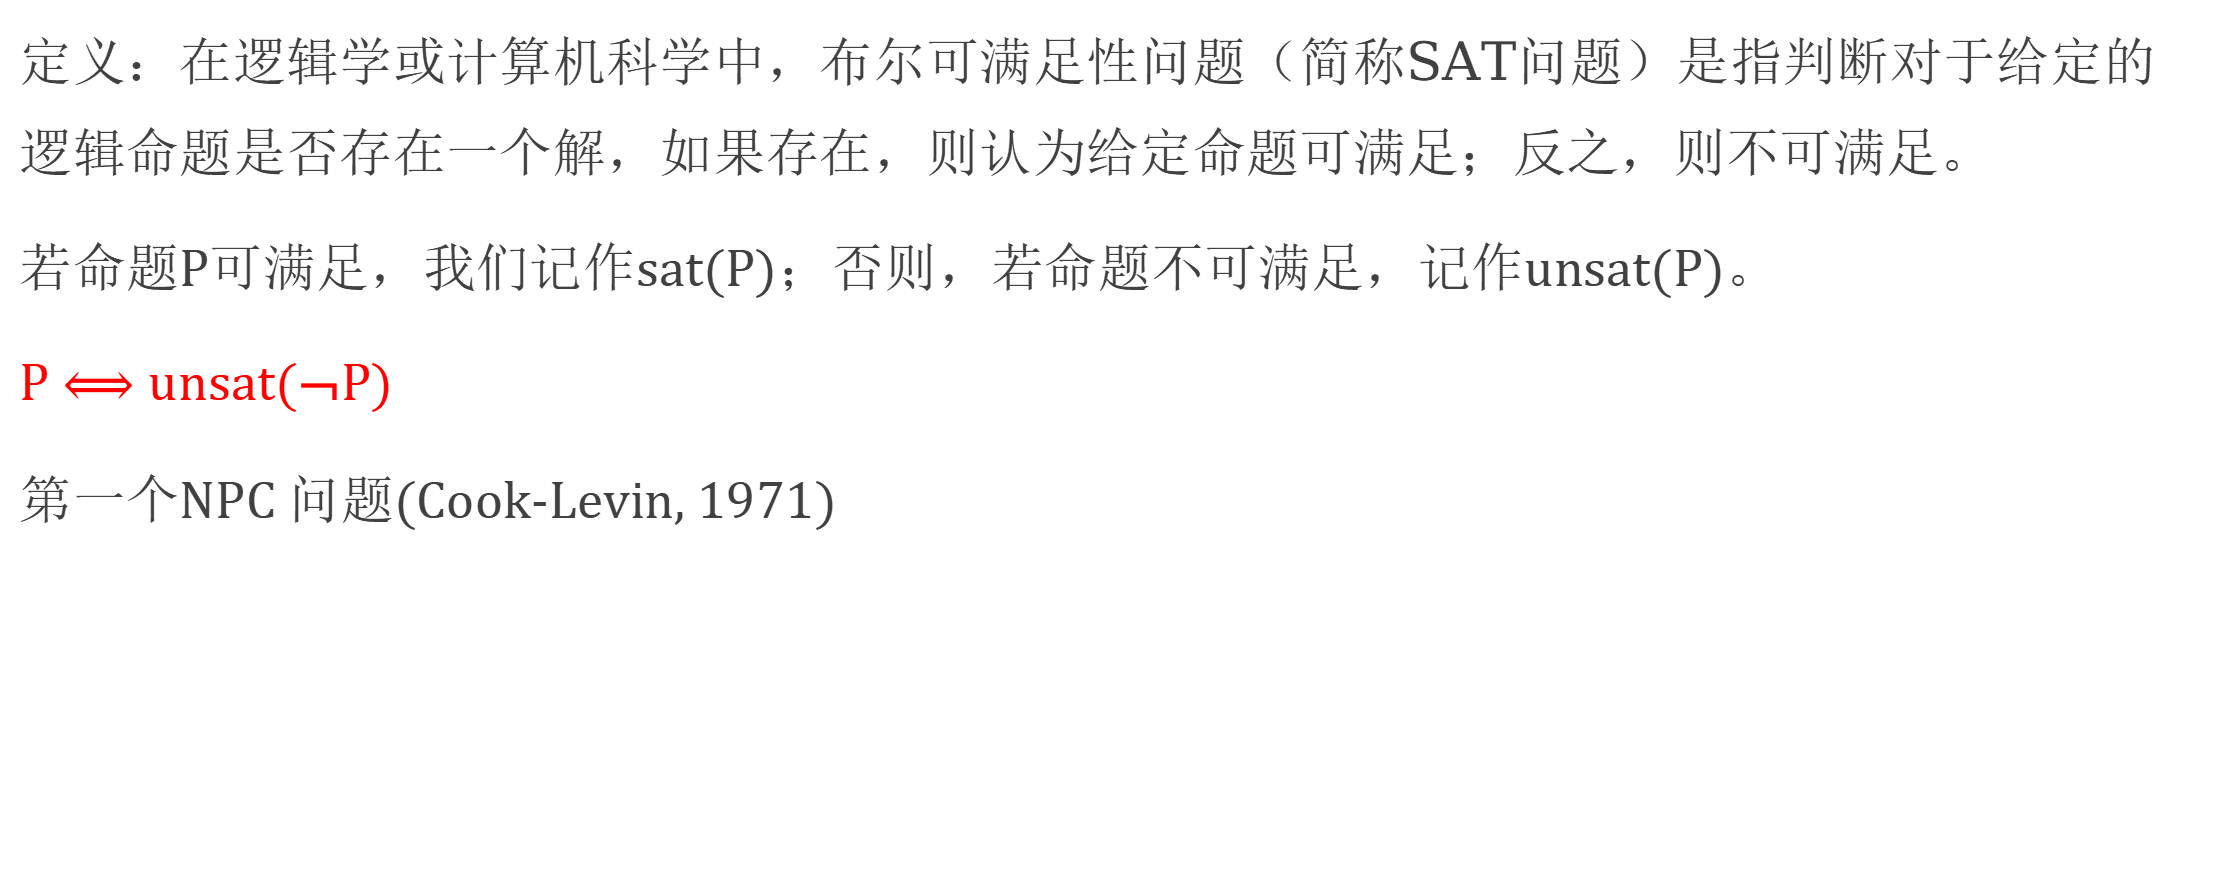 定义：在逻辑学或计算机科学中，布尔可满足性问题（简称SAT问题）是指判断对于给定的
逻辑命题是否存在一个解，如果存在，则认为给定命题可满足；反之，则不可满足。
若命题P可满足，我们记作sat(P)；否则，若命题不可满足，记作unsat(P)。
P ⟺ unsat(¬P)
第一个NPC 问题(Cook-Levin, 1971)